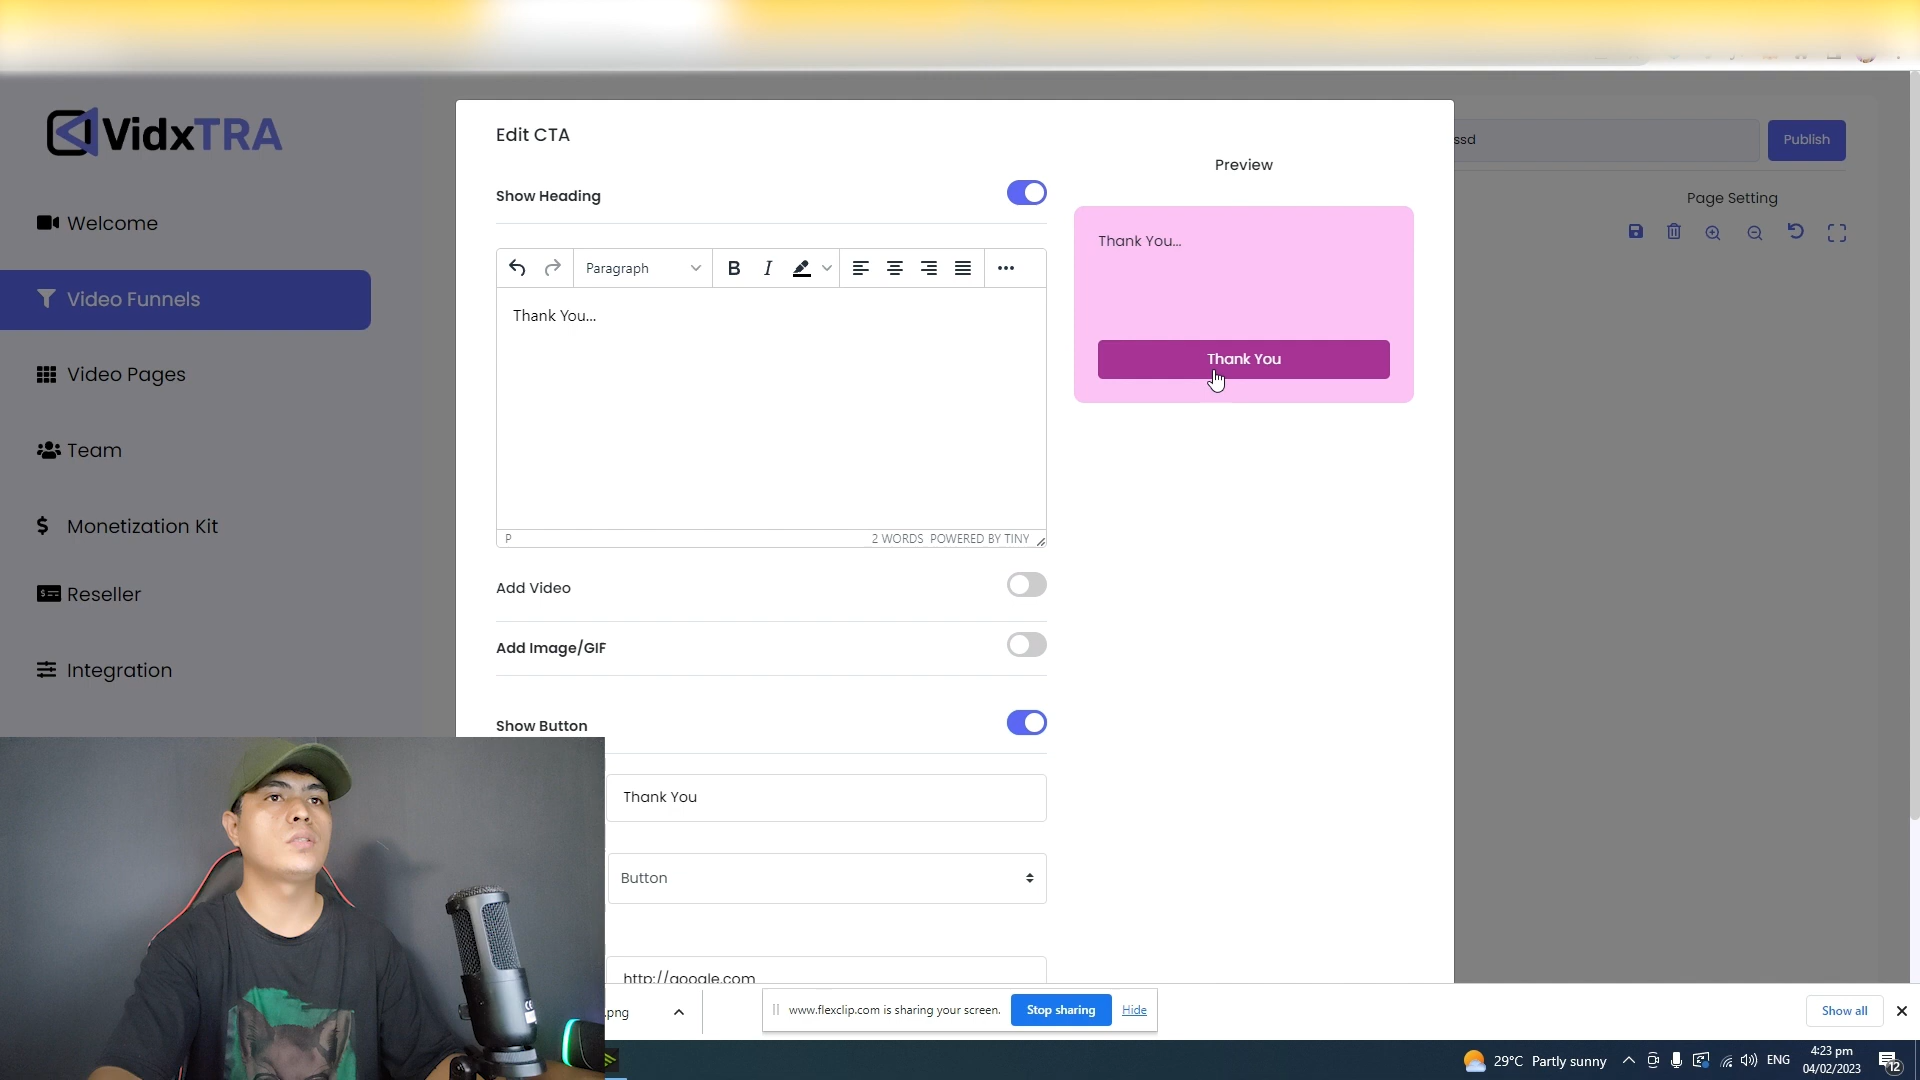 VidxTRA
Welcome
Video Funnels
Video Pages
Team
Monetization Kit
Reseller
Integration
Edit CTA
Show Heading
Paragraph
B I
Thank You...
P
2 WORDS POWERED BY TINY
Add Video
Add Image/GIF
Show Button
Thank You
Button
http://google.com
Preview
Thank You...
Thank You
ssd
Publish
Page Setting
.png
www.flexclip.com is sharing your screen.
Stop sharing
Hide
Show all
29°C Partly sunny
ENG
4:23 pm
04/02/2023
12